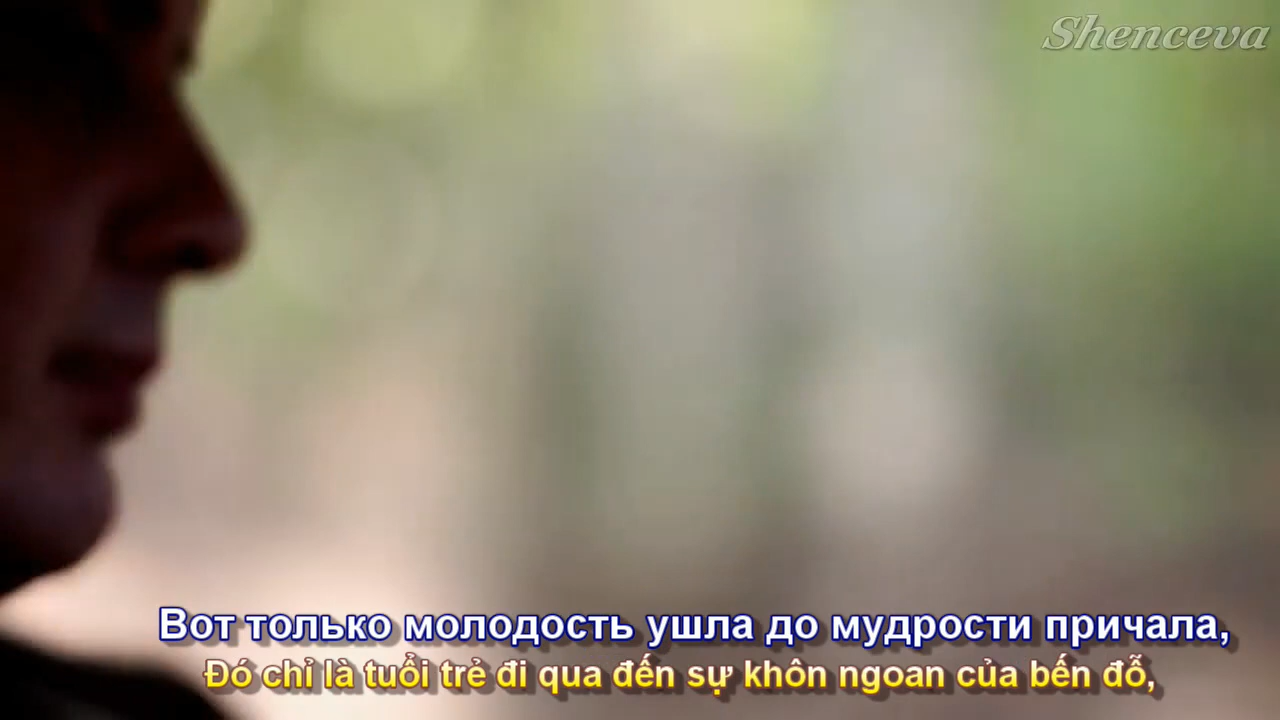 Shenceva
Вот только молодость ушла до мудрости причала,
Đó chỉ là tuổi trẻ đi qua đến sự khôn ngoan của bến đỗ,